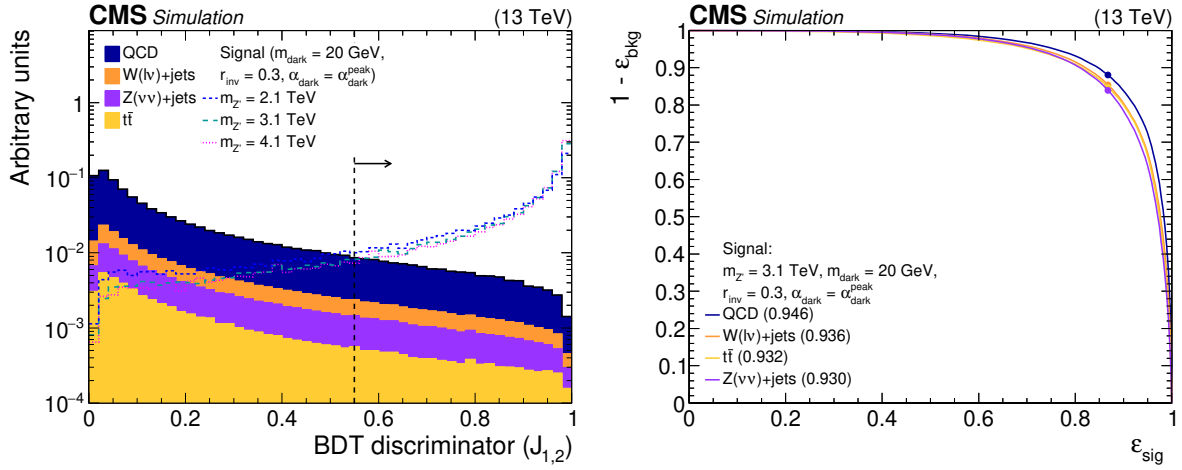 CMS Simulation (13 TeV)
Arbitrary units
1
10⁻¹
10⁻²
10⁻³
10⁻⁴
QCD
W(lν)+jets
Z(νν)+jets
tt̄
Signal (m_dark = 20 GeV,
r_inv = 0.3, α_dark = α_dark^peak)
m_Z' = 2.1 TeV
m_Z' = 3.1 TeV
m_Z' = 4.1 TeV
0 0.2 0.4 0.6 0.8 1
BDT discriminator (J_1,2)
CMS Simulation (13 TeV)
1 - ε_bkg
1
0.9
0.8
0.7
0.6
0.5
0.4
0.3
0.2
0.1
0
Signal:
m_Z' = 3.1 TeV, m_dark = 20 GeV,
r_inv = 0.3, α_dark = α_dark^peak
QCD (0.946)
W(lν)+jets (0.936)
tt̄ (0.932)
Z(νν)+jets (0.930)
0 0.2 0.4 0.6 0.8 1
ε_sig